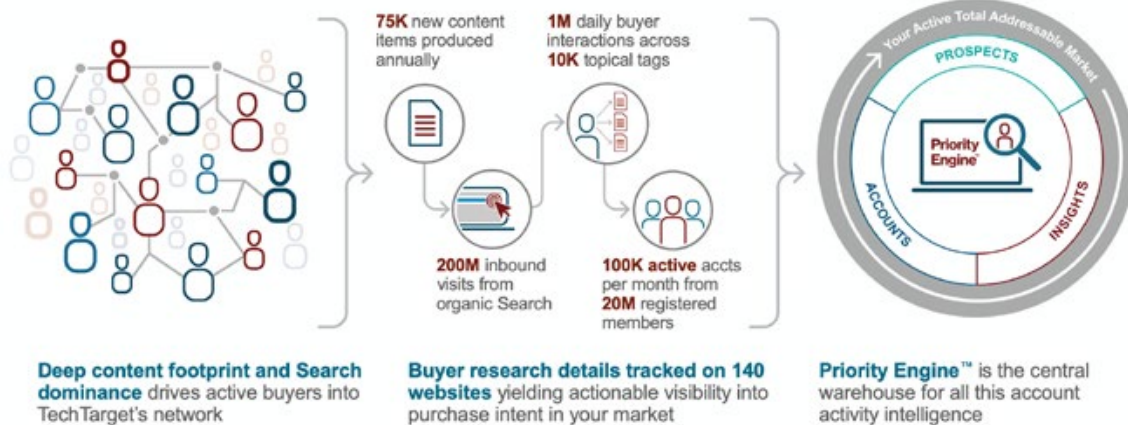 75K new content
items produced
annually
200M inbound
visits from
organic Search
1M daily buyer
interactions across
10K topical tags
100K active accts
per month from
20M registered
members
Your Active Total Addressable Market
PROSPECTS
ACCOUNTS
INSIGHTS
Priority
Engine™
Deep content footprint and Search
dominance drives active buyers into
TechTarget's network
Buyer research details tracked on 140
websites yielding actionable visibility into
purchase intent in your market
Priority Engine™ is the central
warehouse for all this account
activity intelligence